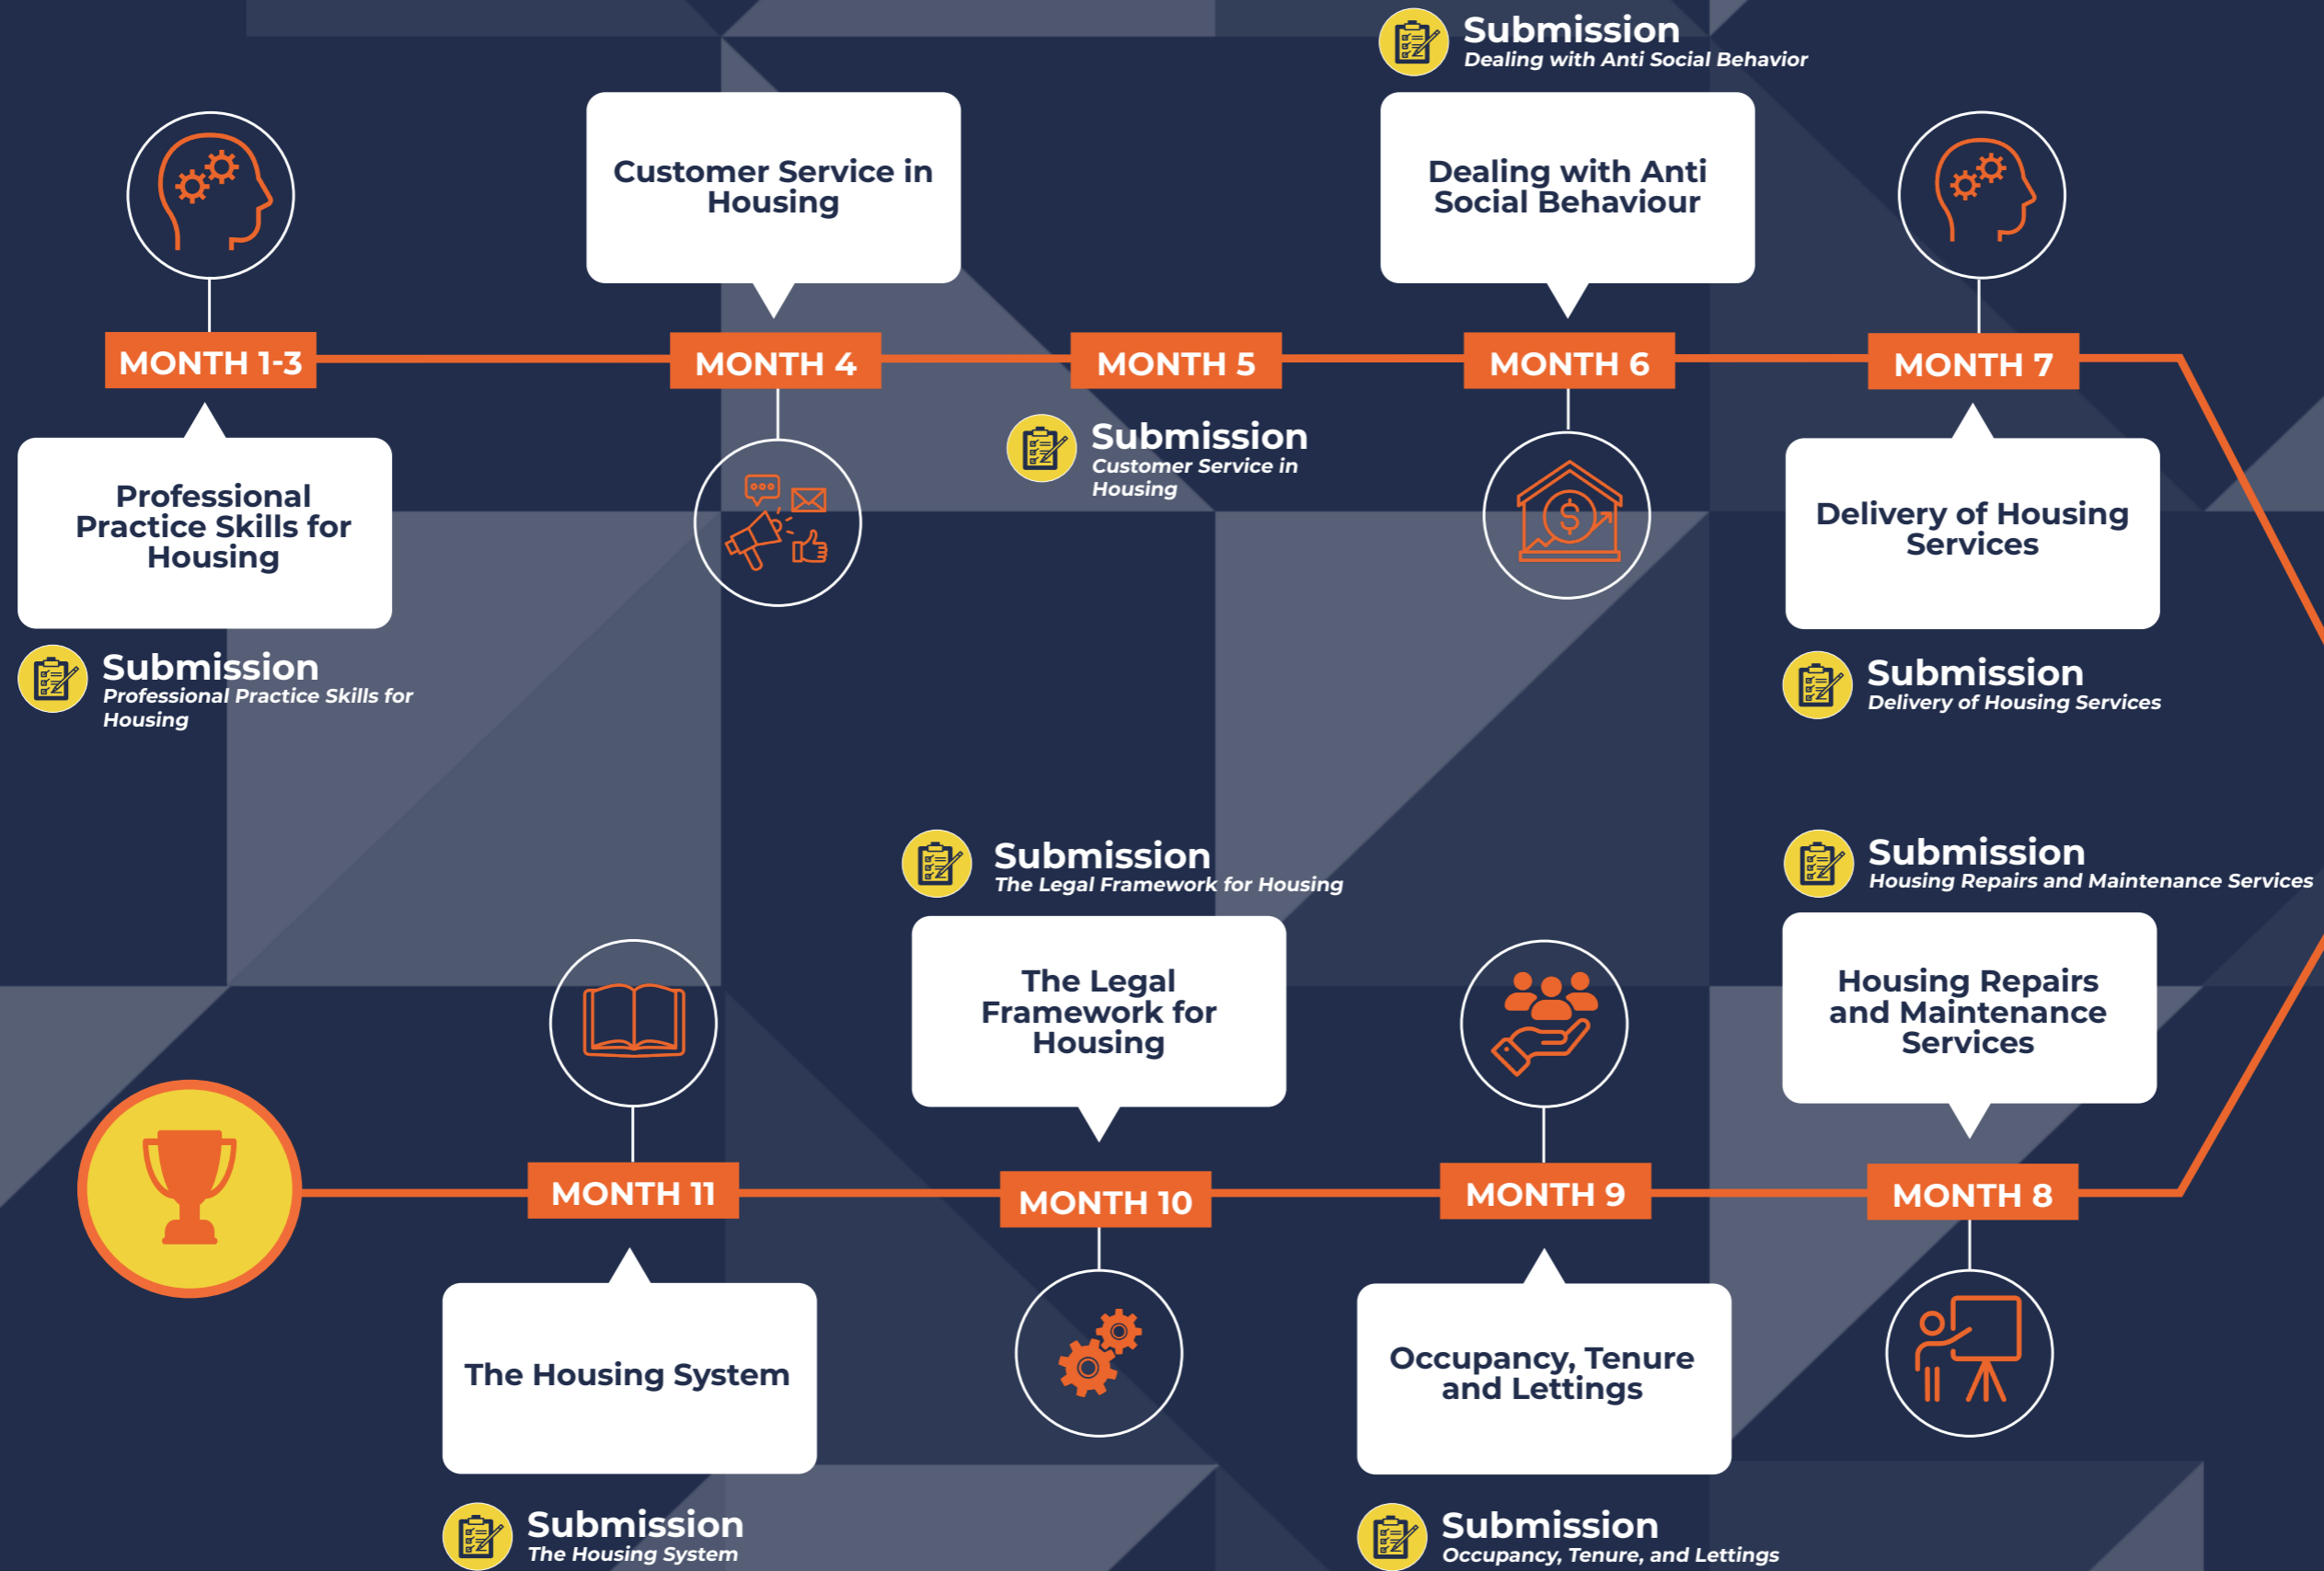 MONTH 1-3
Professional
Practice Skills for
Housing
Submission
Professional Practice Skills for
Housing
Customer Service in
Housing
MONTH 4
MONTH 5
Submission
Customer Service in
Housing
Submission
Dealing with Anti Social Behavior
Dealing with Anti
Social Behaviour
MONTH 6
MONTH 7
Delivery of Housing
Services
Submission
Delivery of Housing Services
Submission
Housing Repairs and Maintenance Services
Housing Repairs
and Maintenance
Services
MONTH 8
MONTH 9
Occupancy, Tenure
and Lettings
Submission
Occupancy, Tenure, and Lettings
Submission
The Legal Framework for Housing
The Legal
Framework for
Housing
MONTH 10
MONTH 11
The Housing System
Submission
The Housing System